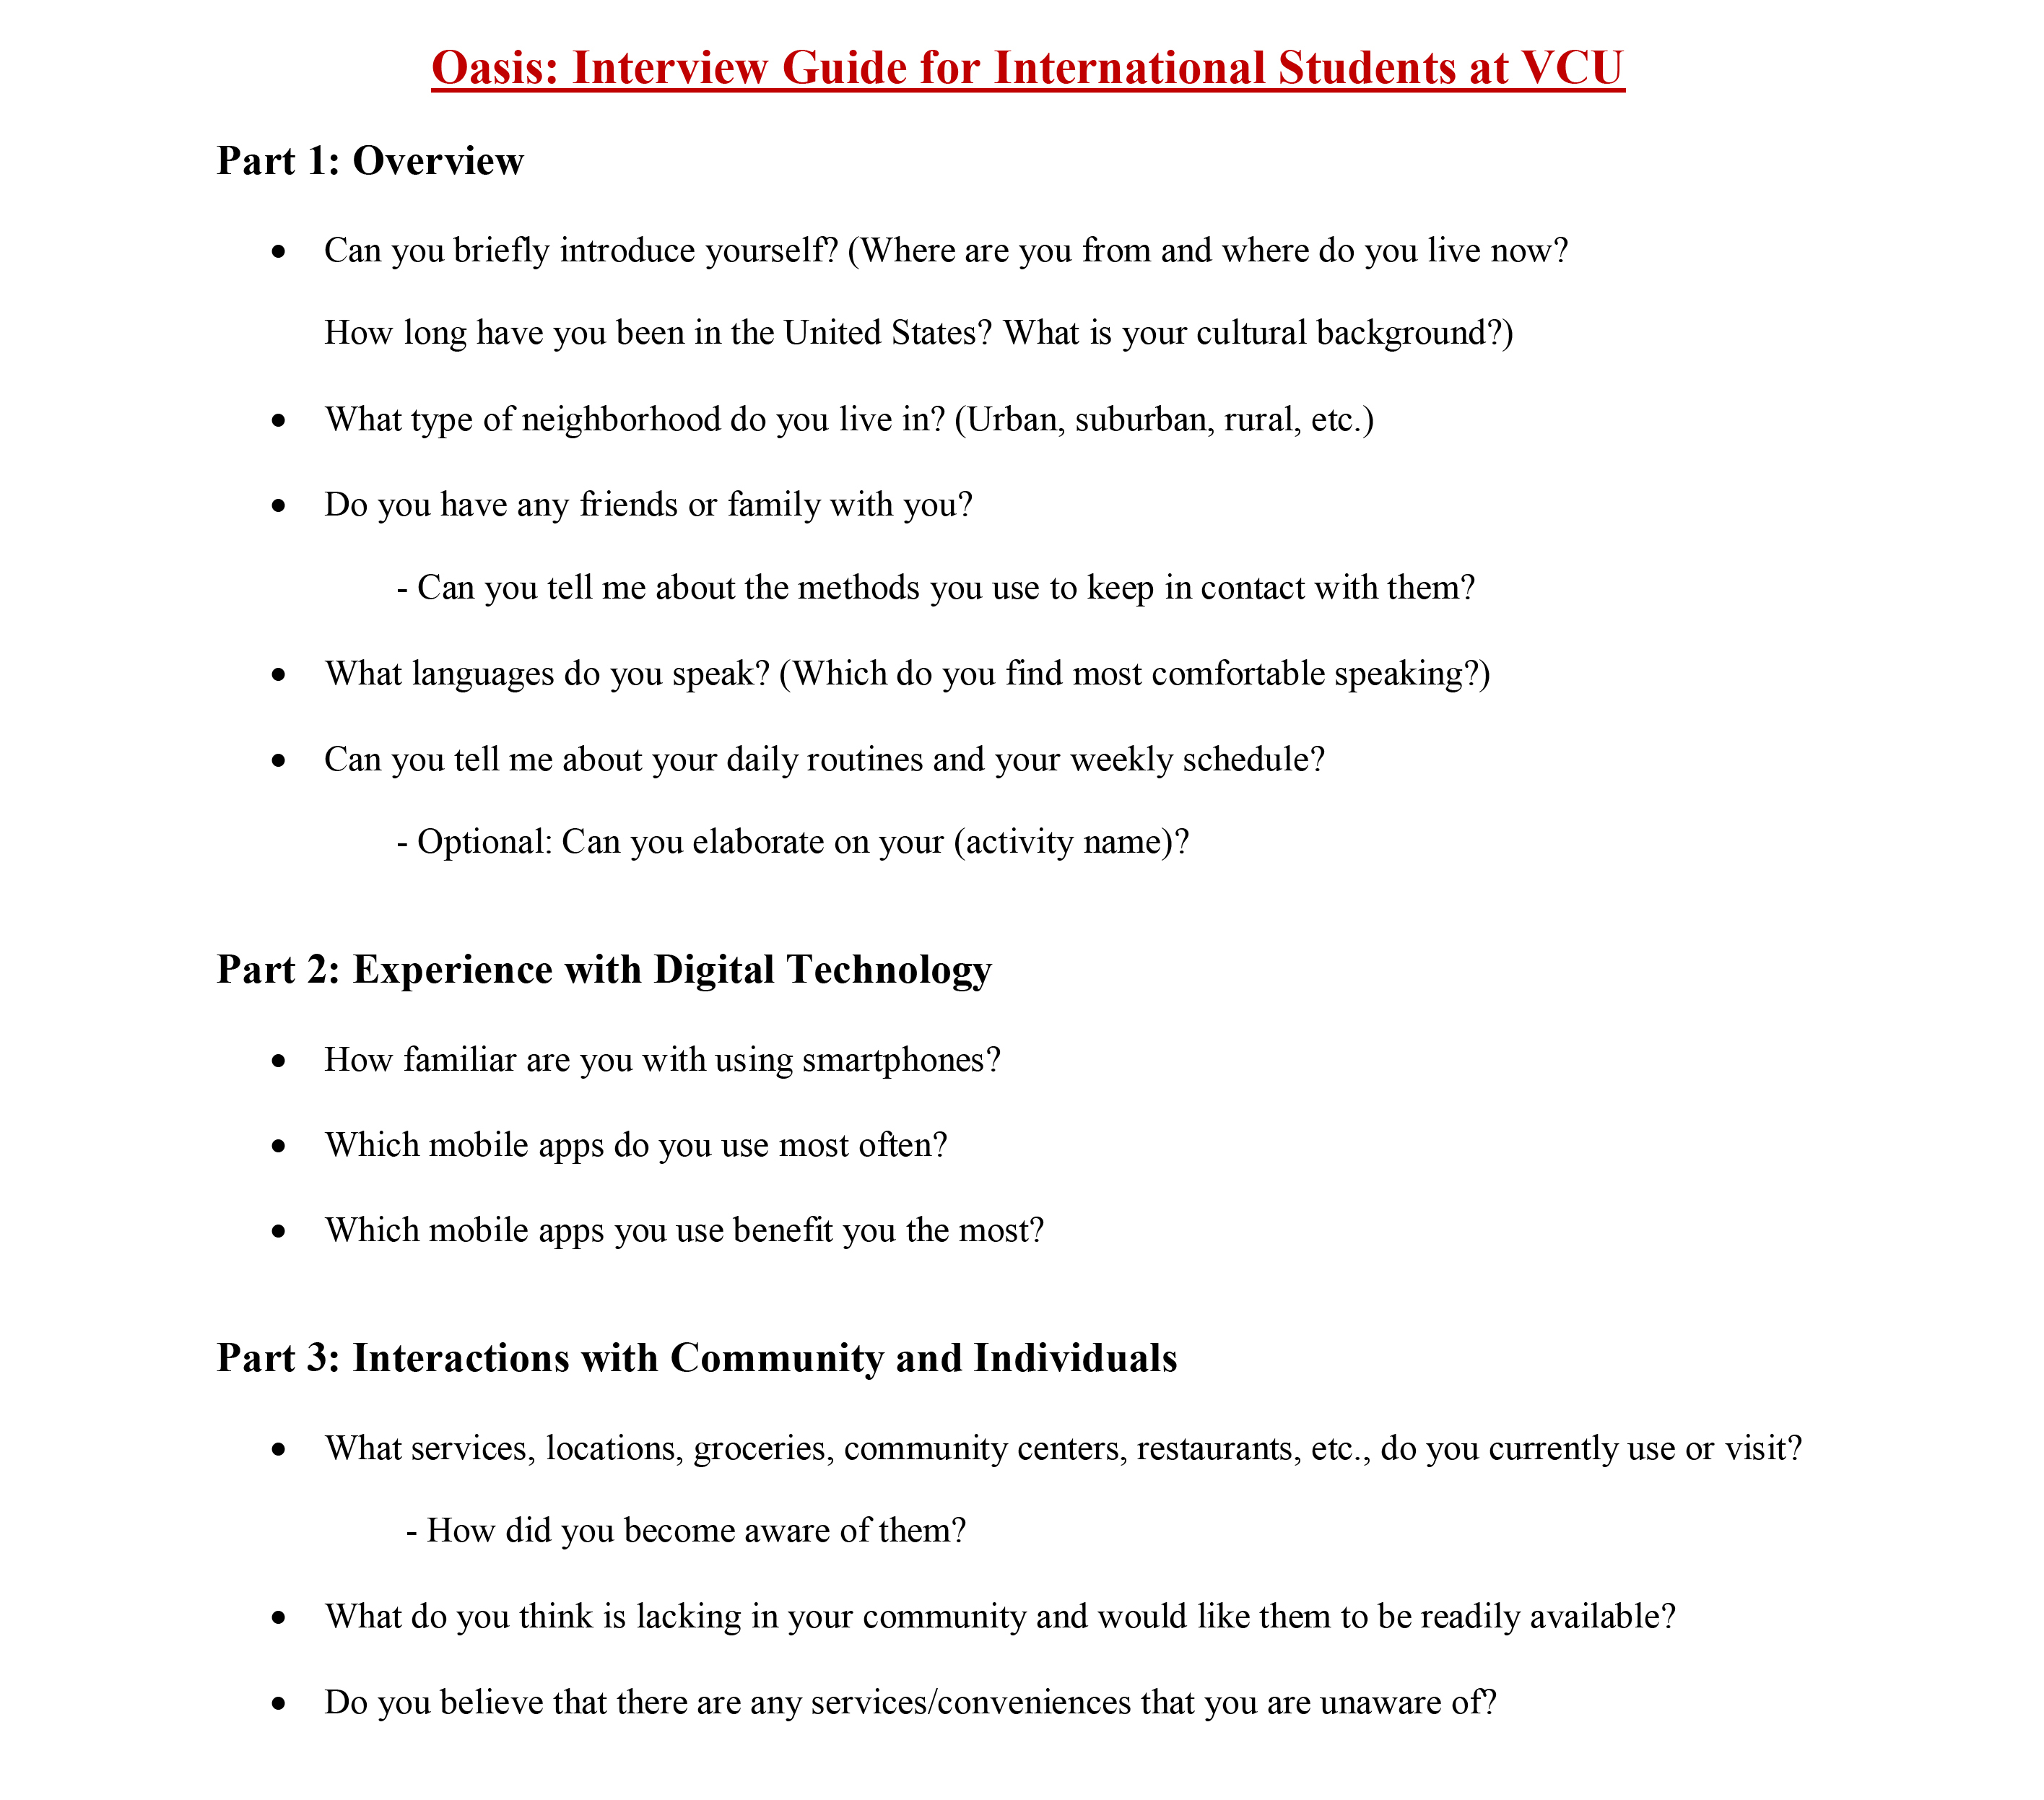 Oasis: Interview Guide for International Students at VCU
Part 1: Overview
• Can you briefly introduce yourself? (Where are you from and where do you live now?
How long have you been in the United States? What is your cultural background?)
• What type of neighborhood do you live in? (Urban, suburban, rural, etc.)
• Do you have any friends or family with you?
- Can you tell me about the methods you use to keep in contact with them?
• What languages do you speak? (Which do you find most comfortable speaking?)
• Can you tell me about your daily routines and your weekly schedule?
- Optional: Can you elaborate on your (activity name)?
Part 2: Experience with Digital Technology
• How familiar are you with using smartphones?
• Which mobile apps do you use most often?
• Which mobile apps you use benefit you the most?
Part 3: Interactions with Community and Individuals
• What services, locations, groceries, community centers, restaurants, etc., do you currently use or visit?
- How did you become aware of them?
• What do you think is lacking in your community and would like them to be readily available?
• Do you believe that there are any services/conveniences that you are unaware of?